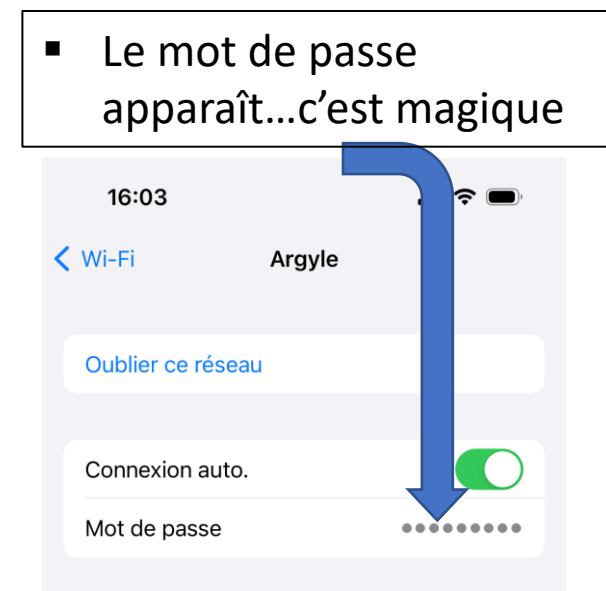 ▪ Le mot de passe
apparaît…c’est magique
16:03
Wi-Fi
Argyle
Oublier ce réseau
Connexion auto.
Mot de passe
●●●●●●●●●